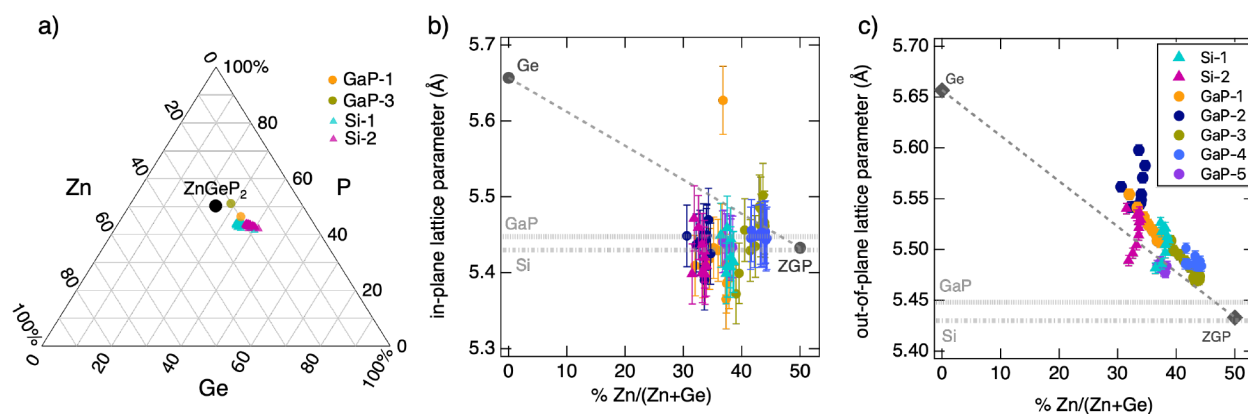 a)
0
100%
20
80
40
60
Zn
P
ZnGeP2
60
40
80
20
100%
0
0
20
40
60
80
100%
Ge
GaP-1
GaP-3
Si-1
Si-2
b)
in-plane lattice parameter (Å)
5.7
5.6
5.5
5.4
5.3
Ge
GaP
Si
ZGP
0
10
20
30
40
50
% Zn/(Zn+Ge)
c)
out-of-plane lattice parameter (Å)
5.70
5.65
5.60
5.55
5.50
5.45
5.40
Ge
GaP
Si
ZGP
0
10
20
30
40
50
% Zn/(Zn+Ge)
Si-1
Si-2
GaP-1
GaP-2
GaP-3
GaP-4
GaP-5